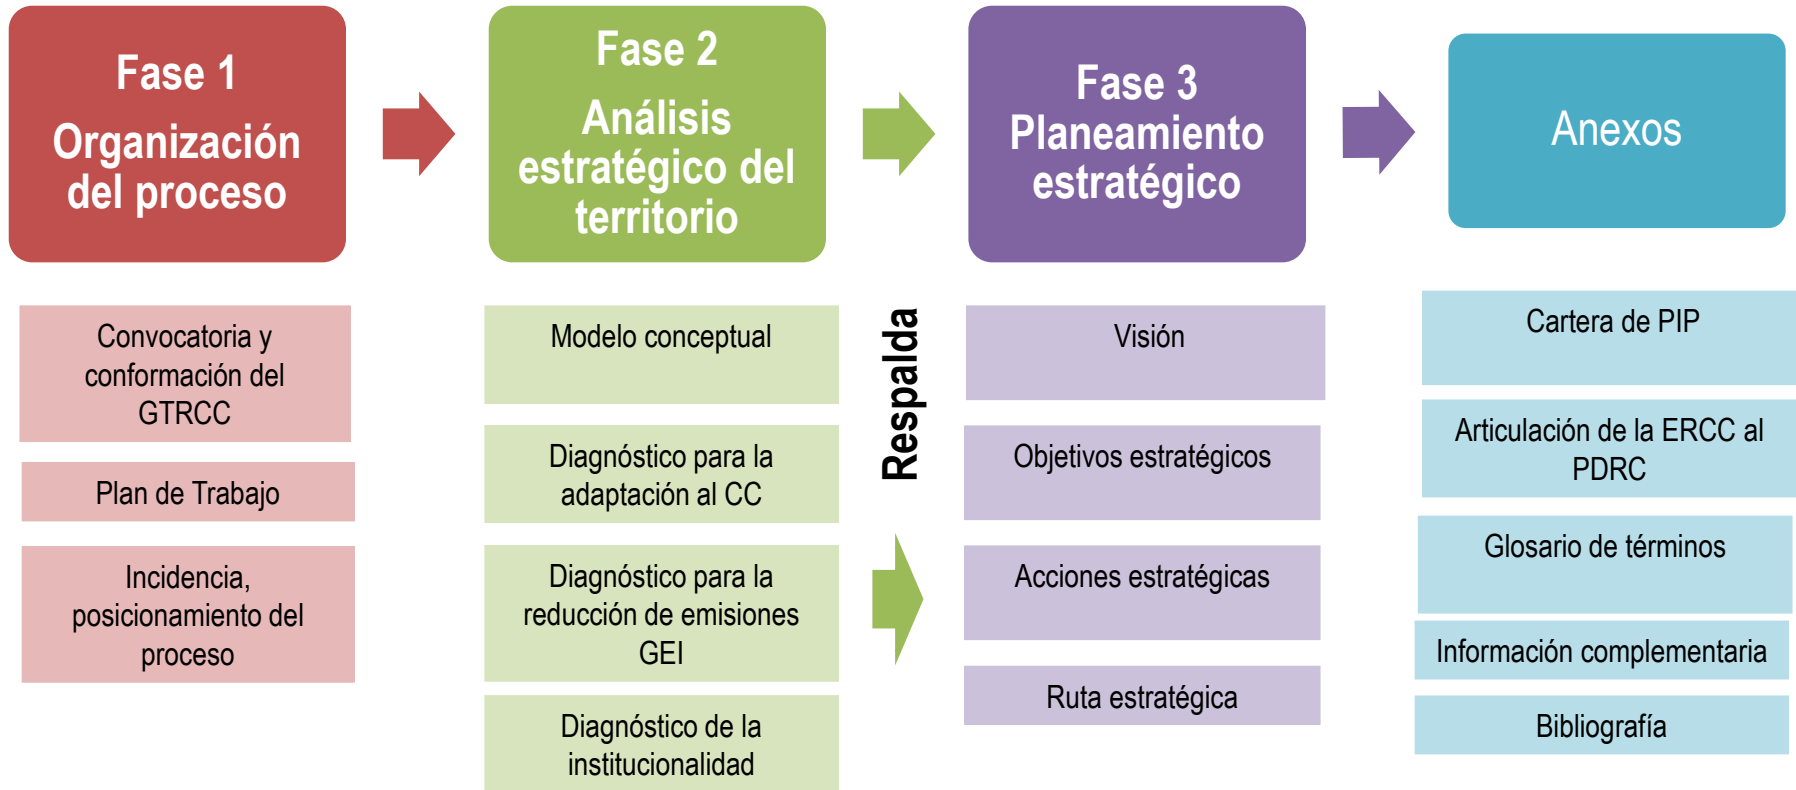 Fase 1
Organización
del proceso
Convocatoria y
conformación del
GTRCC
Plan de Trabajo
Incidencia,
posicionamiento del
proceso
Fase 2
Análisis
estratégico del
territorio
Modelo conceptual
Diagnóstico para la
adaptación al CC
Diagnóstico para la
reducción de emisiones
GEI
Diagnóstico de la
institucionalidad
Respalda
Fase 3
Planeamiento
estratégico
Visión
Objetivos estratégicos
Acciones estratégicas
Ruta estratégica
Anexos
Cartera de PIP
Articulación de la ERCC al
PDRC
Glosario de términos
Información complementaria
Bibliografía